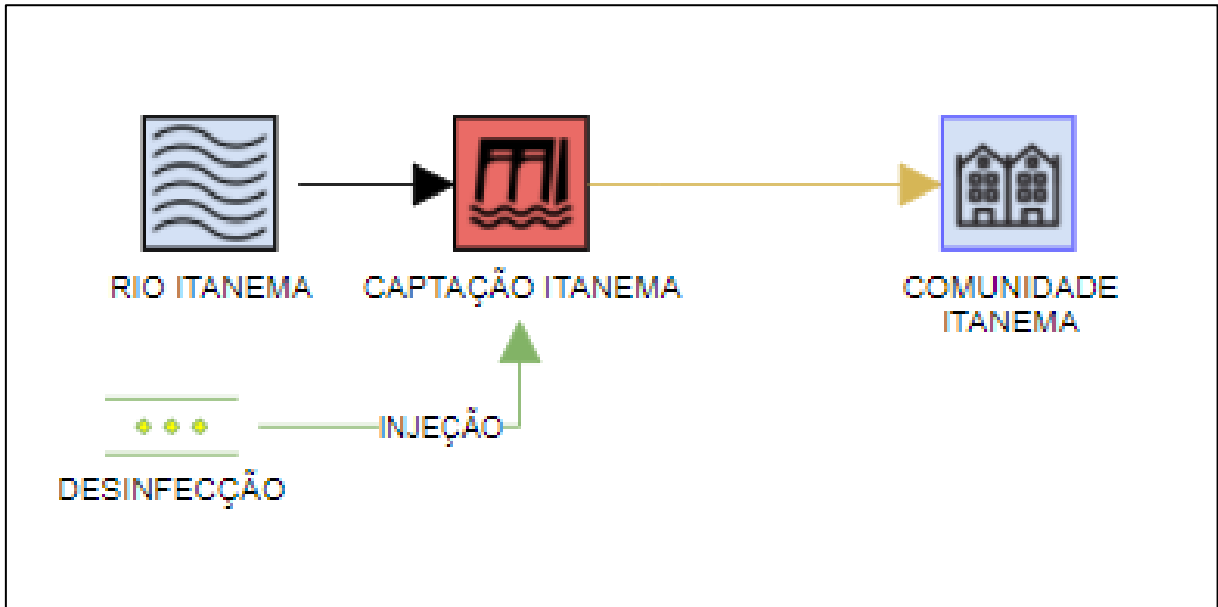 RIO ITANEMA
CAPTAÇÃO ITANEMA
COMUNIDADE
ITANEMA
INJEÇÃO
DESINFECÇÃO